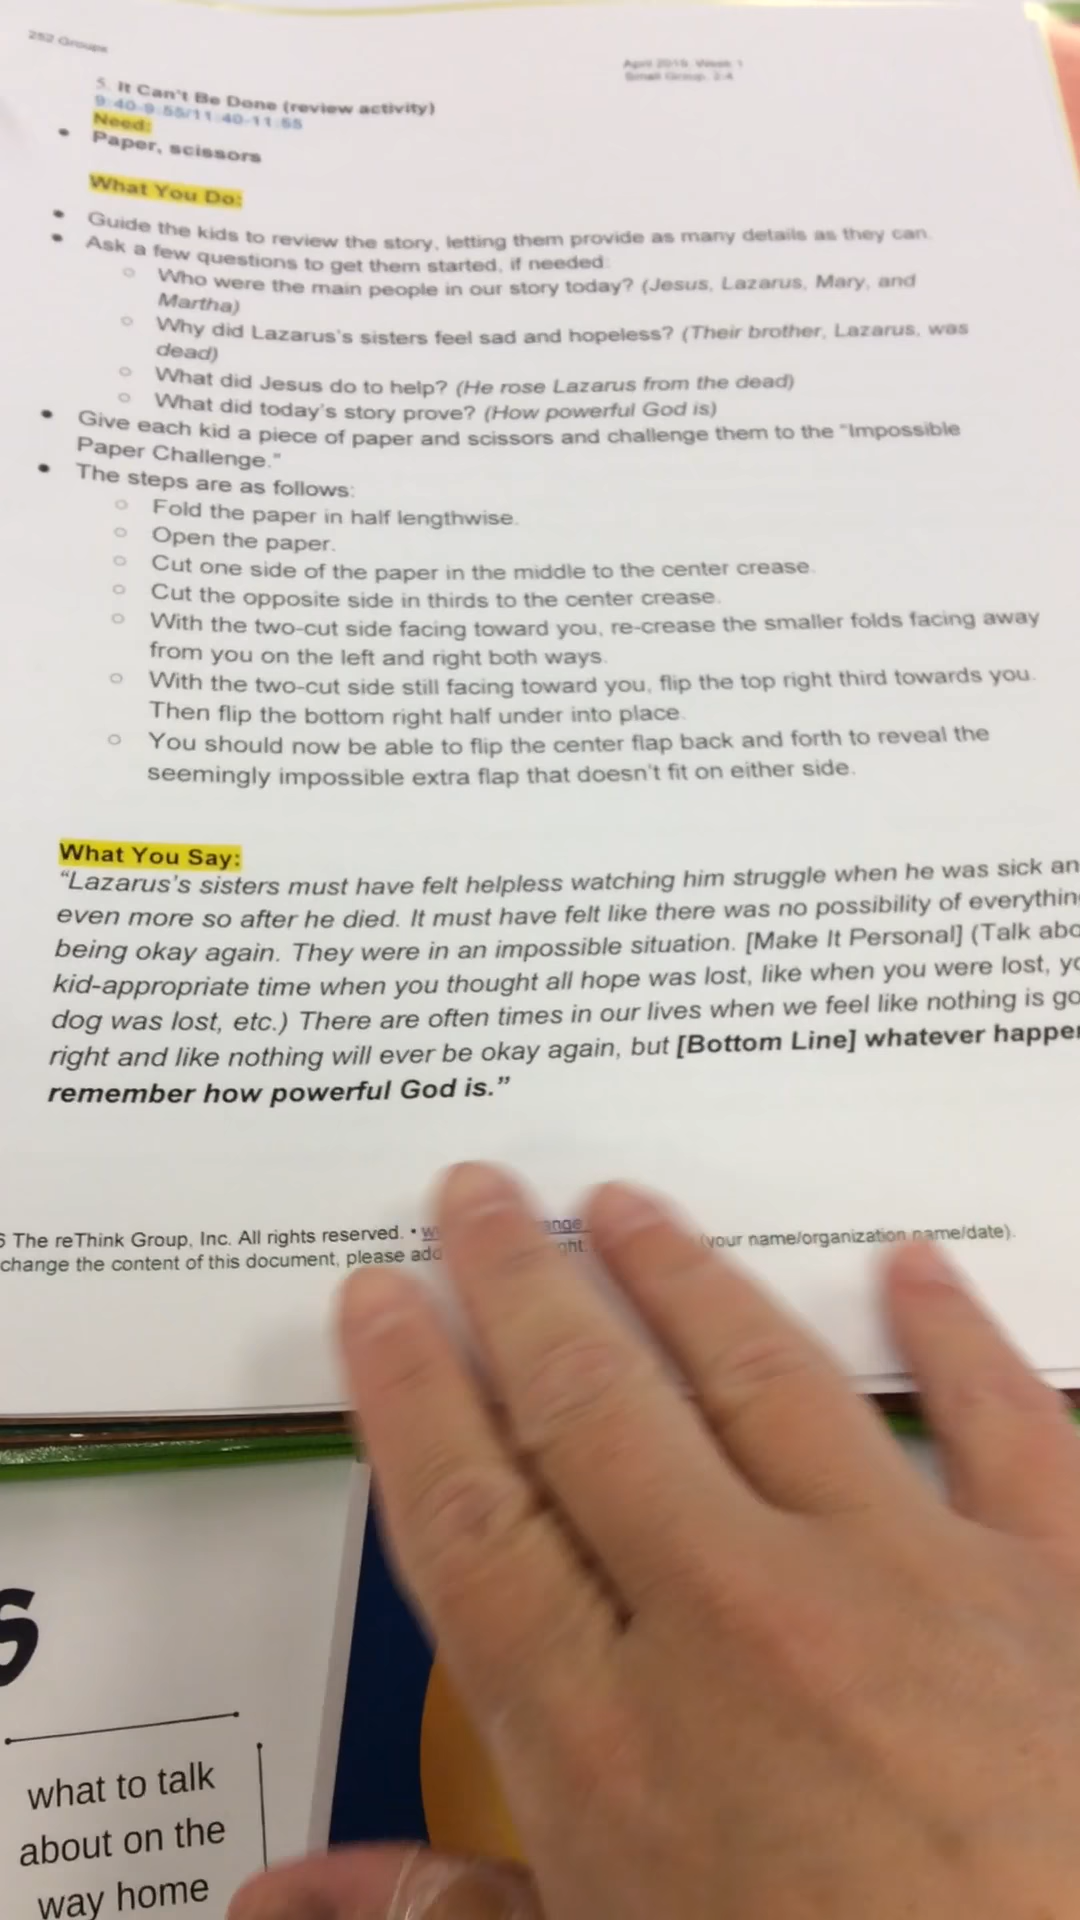 252 Groups
April 2019, Week 1
Small Group, 2-4
5. It Can't Be Done (review activity)
9:40-9:55/11:40-11:55
Need:
• Paper, scissors
What You Do:
• Guide the kids to review the story, letting them provide as many details as they can.
• Ask a few questions to get them started, if needed:
○ Who were the main people in our story today? (Jesus, Lazarus, Mary, and
Martha)
○ Why did Lazarus's sisters feel sad and hopeless? (Their brother, Lazarus, was
dead)
○ What did Jesus do to help? (He rose Lazarus from the dead)
○ What did today's story prove? (How powerful God is)
• Give each kid a piece of paper and scissors and challenge them to the "Impossible
Paper Challenge."
• The steps are as follows:
○ Fold the paper in half lengthwise.
○ Open the paper.
○ Cut one side of the paper in the middle to the center crease.
○ Cut the opposite side in thirds to the center crease.
○ With the two-cut side facing toward you, re-crease the smaller folds facing away
from you on the left and right both ways.
○ With the two-cut side still facing toward you, flip the top right third towards you.
Then flip the bottom right half under into place.
○ You should now be able to flip the center flap back and forth to reveal the
seemingly impossible extra flap that doesn't fit on either side.
What You Say:
"Lazarus's sisters must have felt helpless watching him struggle when he was sick an
even more so after he died. It must have felt like there was no possibility of everythin
being okay again. They were in an impossible situation. [Make It Personal] (Talk abo
kid-appropriate time when you thought all hope was lost, like when you were lost, yo
dog was lost, etc.) There are often times in our lives when we feel like nothing is go
right and like nothing will ever be okay again, but [Bottom Line] whatever happen
remember how powerful God is."
The reThink Group, Inc. All rights reserved. • w ange (your name/organization name/date).
change the content of this document, please add ght.
S
what to talk
about on the
way home